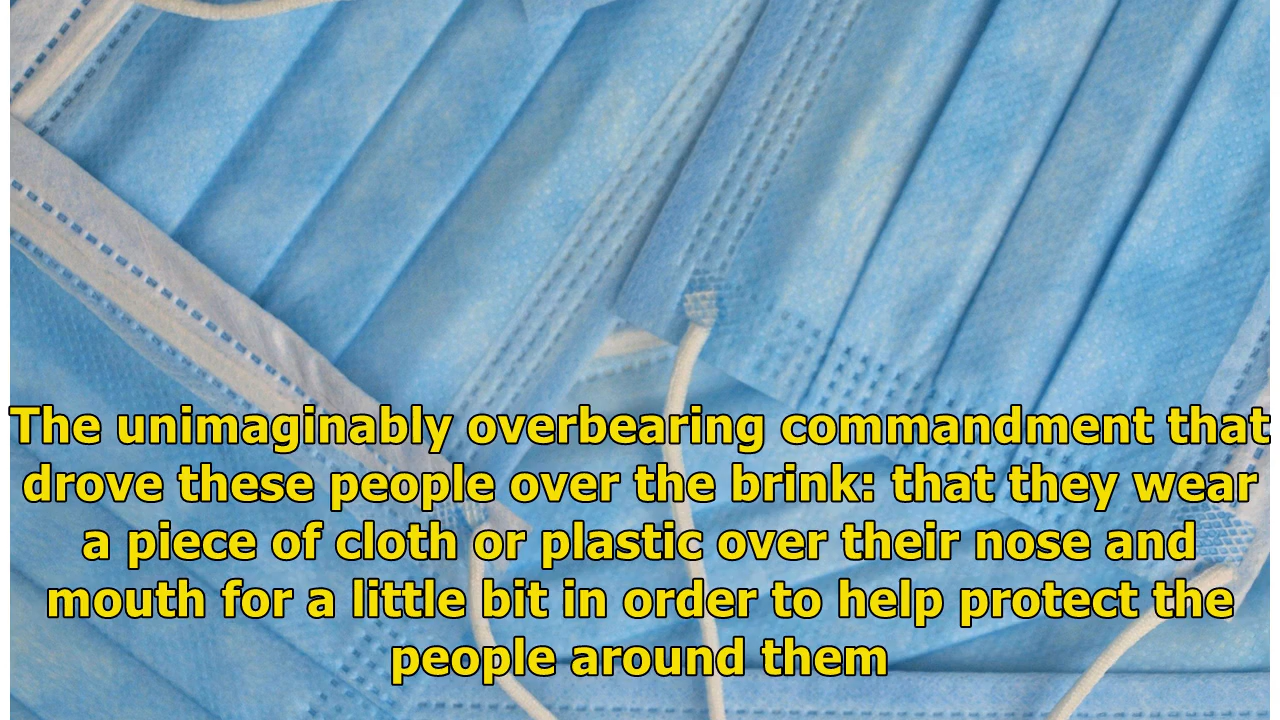 The unimaginably overbearing commandment that
drove these people over the brink: that they wear
a piece of cloth or plastic over their nose and
mouth for a little bit in order to help protect the
people around them